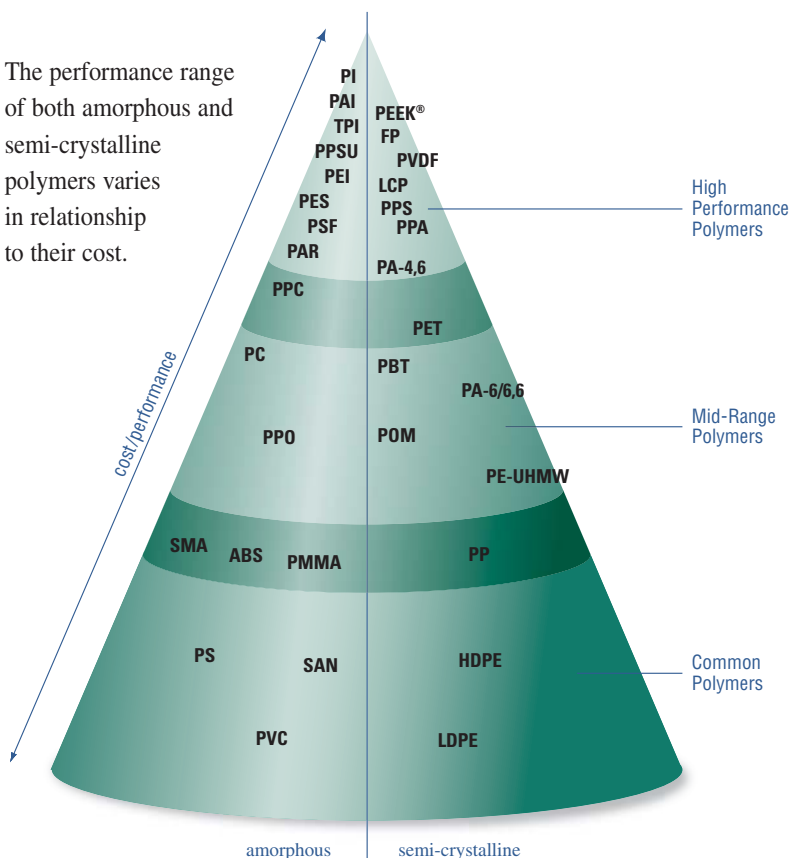 The performance range
of both amorphous and
semi-crystalline
polymers varies
in relationship
to their cost.
cost/performance
PI
PAI
TPI
PPSU
PEI
PES
PSF
PAR
PEEK®
FP
PVDF
LCP
PPS
PPA
PA-4,6
High
Performance
Polymers
PPC
PET
PC
PPO
PBT
PA-6/6,6
POM
PE-UHMW
Mid-Range
Polymers
SMA
ABS
PMMA
PP
PS
SAN
PVC
HDPE
LDPE
Common
Polymers
amorphous
semi-crystalline